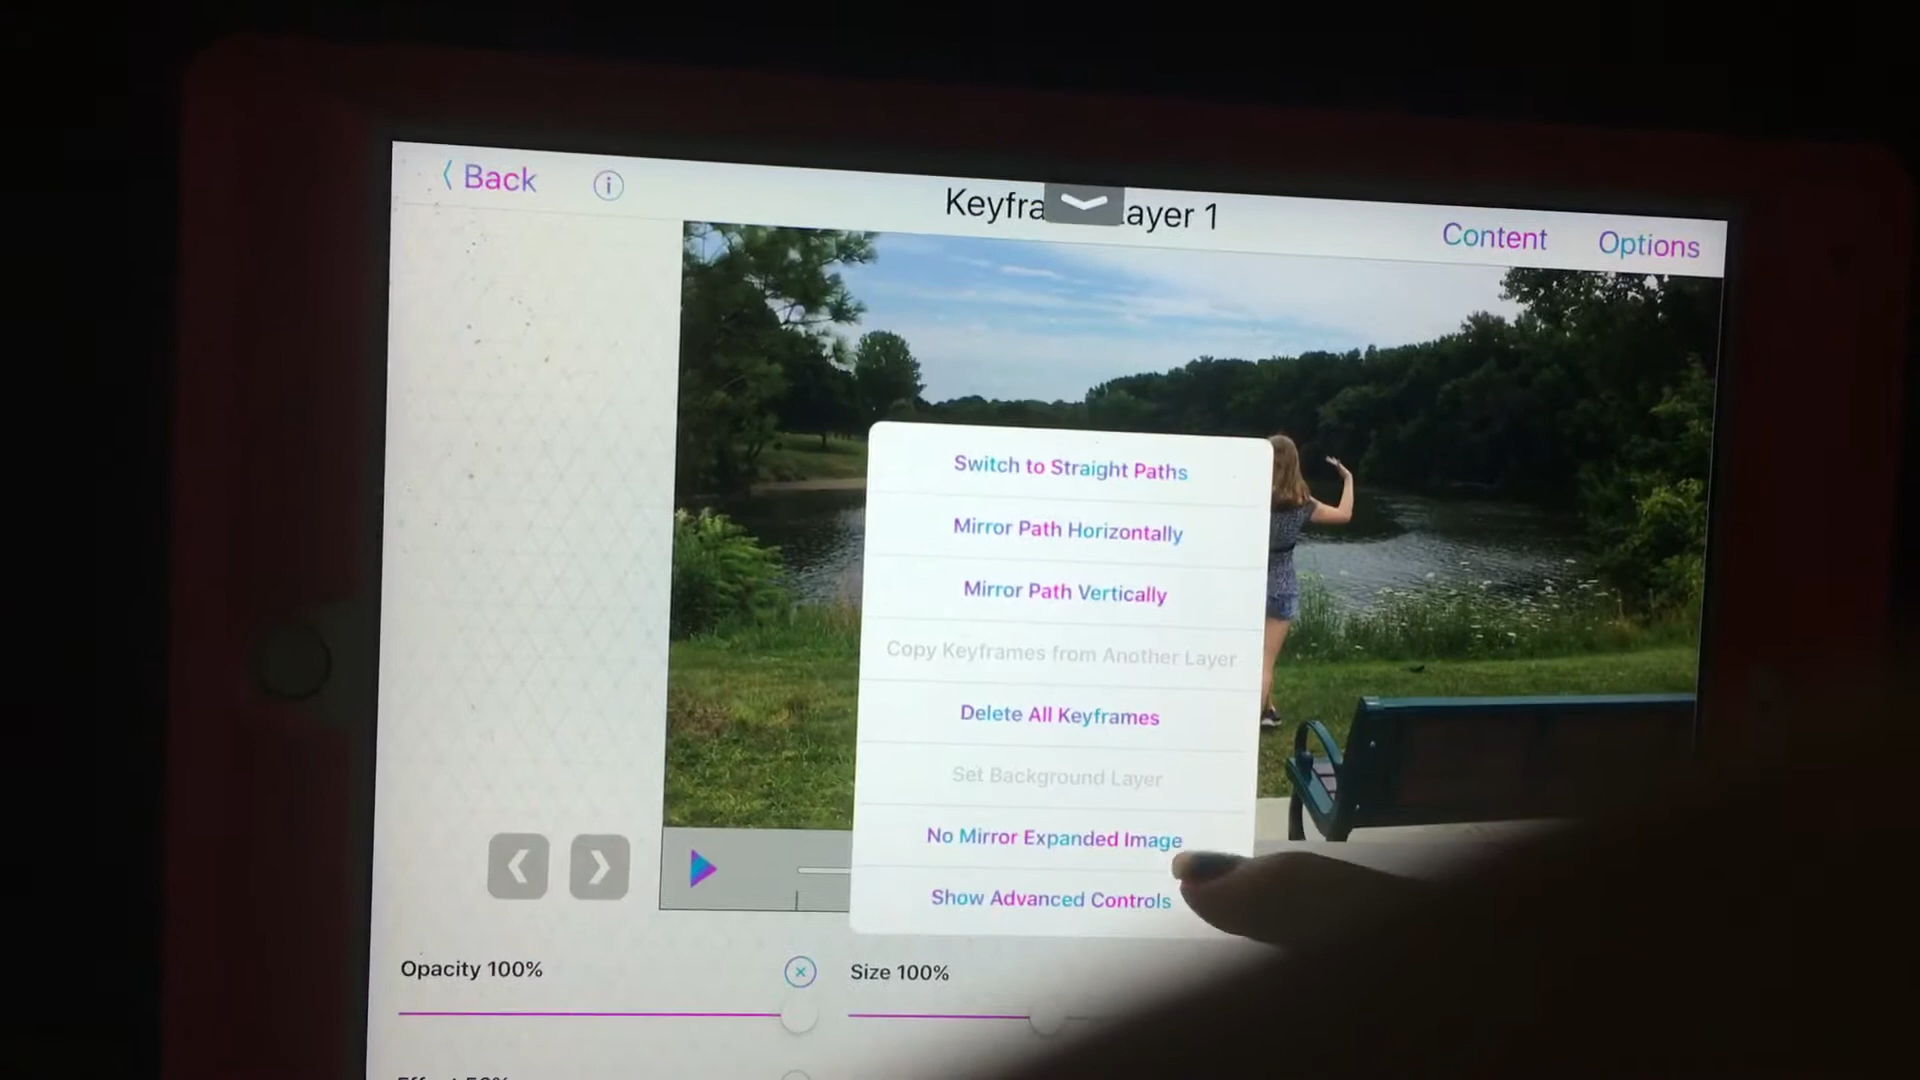 Back
Keyfra ayer 1
Content
Options
Switch to Straight Paths
Mirror Path Horizontally
Mirror Path Vertically
Copy Keyframes from Another Layer
Delete All Keyframes
Set Background Layer
No Mirror Expanded Image
Show Advanced Controls
Opacity 100%
Size 100%